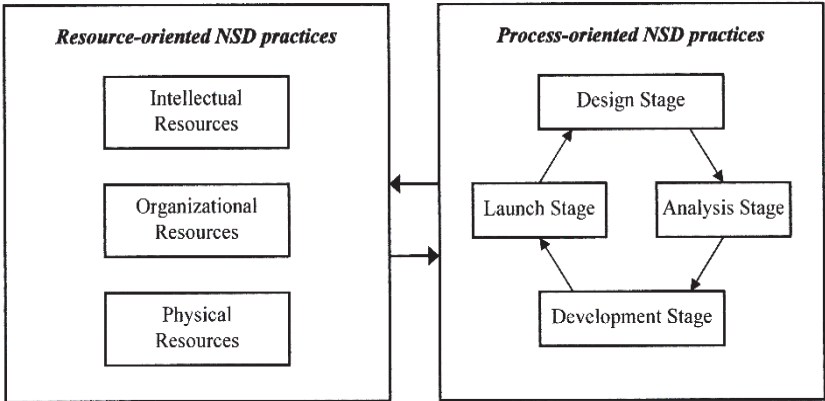 Resource-oriented NSD practices
Intellectual
Resources
Organizational
Resources
Physical
Resources
Process-oriented NSD practices
Design Stage
Launch Stage
Analysis Stage
Development Stage